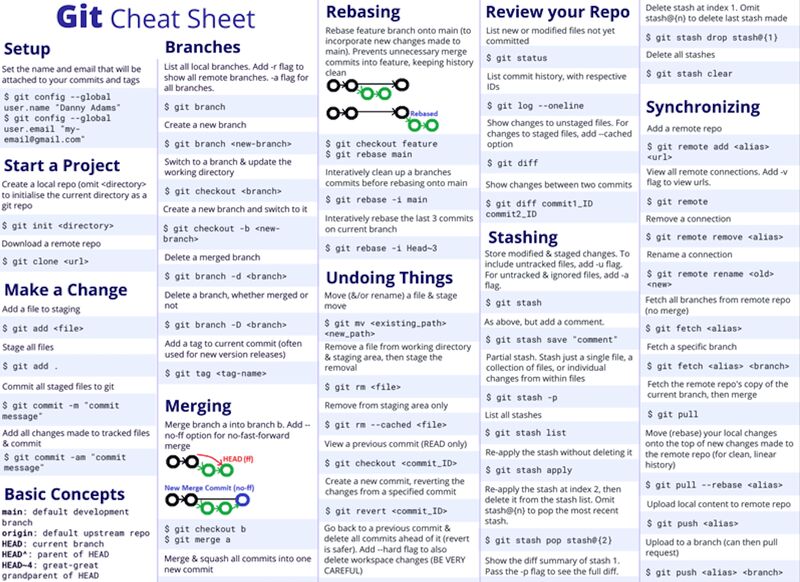 Git Cheat Sheet
Setup
Set the name and email that will be
attached to your commits and tags
$ git config --global
user.name "Danny Adams"
$ git config --global
user.email "my-
email@gmail.com"
Start a Project
Create a local repo (omit <directory>
to initialise the current directory as a
git repo
$ git init <directory>
Download a remote repo
$ git clone <url>
Make a Change
Add a file to staging
$ git add <file>
Stage all files
$ git add .
Commit all staged files to git
$ git commit -m "commit
message"
Add all changes made to tracked files
& commit
$ git commit -am "commit
message"
Basic Concepts
main: default development
branch
origin: default upstream repo
HEAD: current branch
HEAD^: parent of HEAD
HEAD~4: great-great
grandparent of HEAD
Branches
List all local branches. Add -r flag to
show all remote branches. -a flag for
all branches.
$ git branch
Create a new branch
$ git branch <new-branch>
Switch to a branch & update the
working directory
$ git checkout <branch>
Create a new branch and switch to it
$ git checkout -b <new-
branch>
Delete a merged branch
$ git branch -d <branch>
Delete a branch, whether merged or
not
$ git branch -D <branch>
Add a tag to current commit (often
used for new version releases)
$ git tag <tag-name>
Merging
Merge branch a into branch b. Add --
no-ff option for no-fast-forward
merge
HEAD (ff)
New Merge Commit (no-ff)
$ git checkout b
$ git merge a
Merge & squash all commits into one
new commit
Rebasing
Rebase feature branch onto main (to
incorporate new changes made to
main). Prevents unnecessary merge
commits into feature, keeping history
clean
Rebased
$ git checkout feature
$ git rebase main
Interatively clean up a branches
commits before rebasing onto main
$ git rebase -i main
Interatively rebase the last 3 commits
on current branch
$ git rebase -i Head~3
Undoing Things
Move (&/or rename) a file & stage
move
$ git mv <existing_path>
<new_path>
Remove a file from working directory
& staging area, then stage the
removal
$ git rm <file>
Remove from staging area only
$ git rm --cached <file>
View a previous commit (READ only)
$ git checkout <commit_ID>
Create a new commit, reverting the
changes from a specified commit
$ git revert <commit_ID>
Go back to a previous commit &
delete all commits ahead of it (revert
is safer). Add --hard flag to also
delete workspace changes (BE VERY
CAREFUL)
Review your Repo
List new or modified files not yet
committed
$ git status
List commit history, with respective
IDs
$ git log --oneline
Show changes to unstaged files. For
changes to staged files, add --cached
option
$ git diff
Show changes between two commits
$ git diff commit1_ID
commit2_ID
Stashing
Store modified & staged changes. To
include untracked files, add -u flag.
For untracked & ignored files, add -a
flag.
$ git stash
As above, but add a comment.
$ git stash save "comment"
Partial stash. Stash just a single file, a
collection of files, or individual
changes from within files
$ git stash -p
List all stashes
$ git stash list
Re-apply the stash without deleting it
$ git stash apply
Re-apply the stash at index 2, then
delete it from the stash list. Omit
stash@{n} to pop the most recent
stash.
$ git stash pop stash@{2}
Show the diff summary of stash 1.
Pass the -p flag to see the full diff.
Delete stash at index 1. Omit
stash@{n} to delete last stash made
$ git stash drop stash@{1}
Delete all stashes
$ git stash clear
Synchronizing
Add a remote repo
$ git remote add <alias>
<url>
View all remote connections. Add -v
flag to view urls.
$ git remote
Remove a connection
$ git remote remove <alias>
Rename a connection
$ git remote rename <old>
<new>
Fetch all branches from remote repo
(no merge)
$ git fetch <alias>
Fetch a specific branch
$ git fetch <alias> <branch>
Fetch the remote repo's copy of the
current branch, then merge
$ git pull
Move (rebase) your local changes
onto the top of new changes made to
the remote repo (for clean, linear
history)
$ git pull --rebase <alias>
Upload local content to remote repo
$ git push <alias>
Upload to a branch (can then pull
request)
$ git push <alias> <branch>